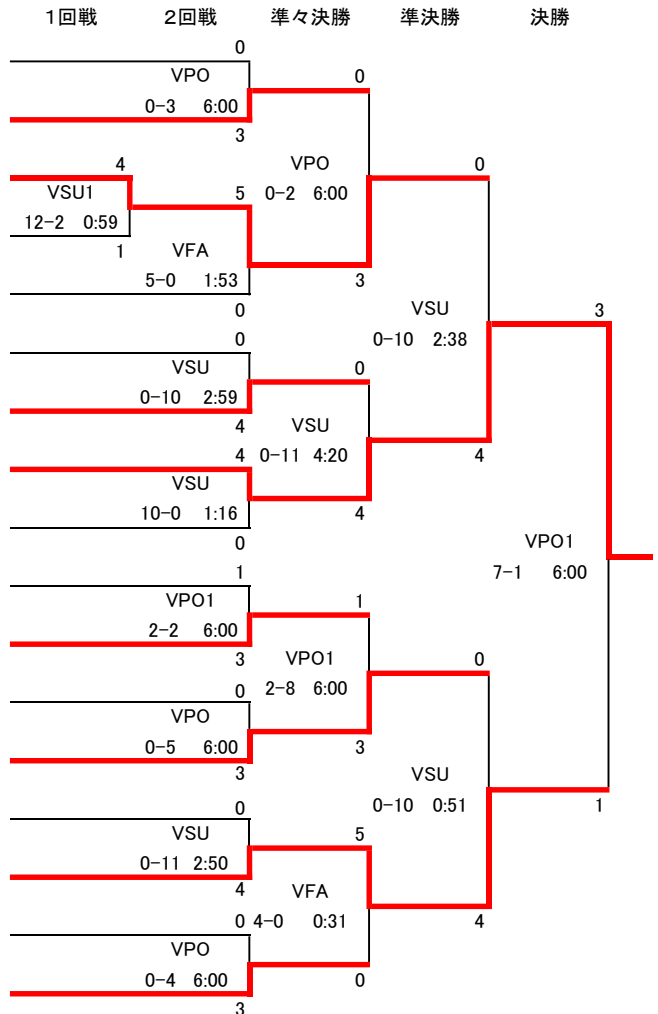 1回戦 2回戦 準々決勝 準決勝 決勝
0
VPO 0
0-3 6:00
3
4 VPO 0
VSU1 5 0-2 6:00
12-2 0:59
1 VFA
5-0 1:53 3
0 VSU 3
0 0-10 2:38
VSU 0
0-10 2:59
4 VSU
4 0-11 4:20 4
VSU
10-0 1:16 4
0 VPO1
1 7-1 6:00
VPO1 1
2-2 6:00
3 VPO1 0
0 2-8 6:00
VPO
0-5 6:00 3
3 VSU
0 0-10 0:51 1
VSU 5
0-11 2:50
4 VFA
0 4-0 0:31 4
VPO
0-4 6:00 0
3